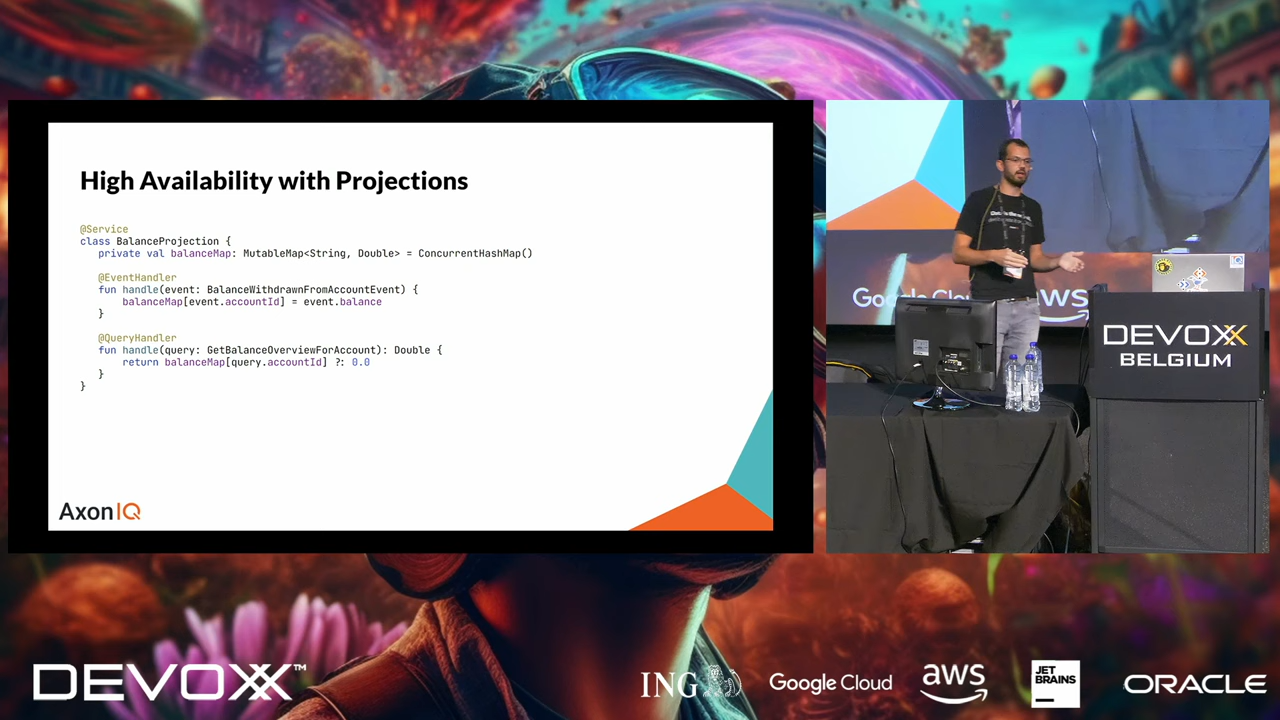 High Availability with Projections
@Service
class BalanceProjection {
private val balanceMap: MutableMap<String, Double> = ConcurrentHashMap()
@EventHandler
fun handle(event: BalanceWithdrawnFromAccountEvent) {
balanceMap[event.accountId] = event.balance
}
@QueryHandler
fun handle(query: GetBalanceOverviewForAccount): Double {
return balanceMap[query.accountId] ?: 0.0
}
}
AxonIQ
DEVOXX
BELGIUM
DEVOXX™
ING
Google Cloud
aws
JET
BRAINS
ORACLE